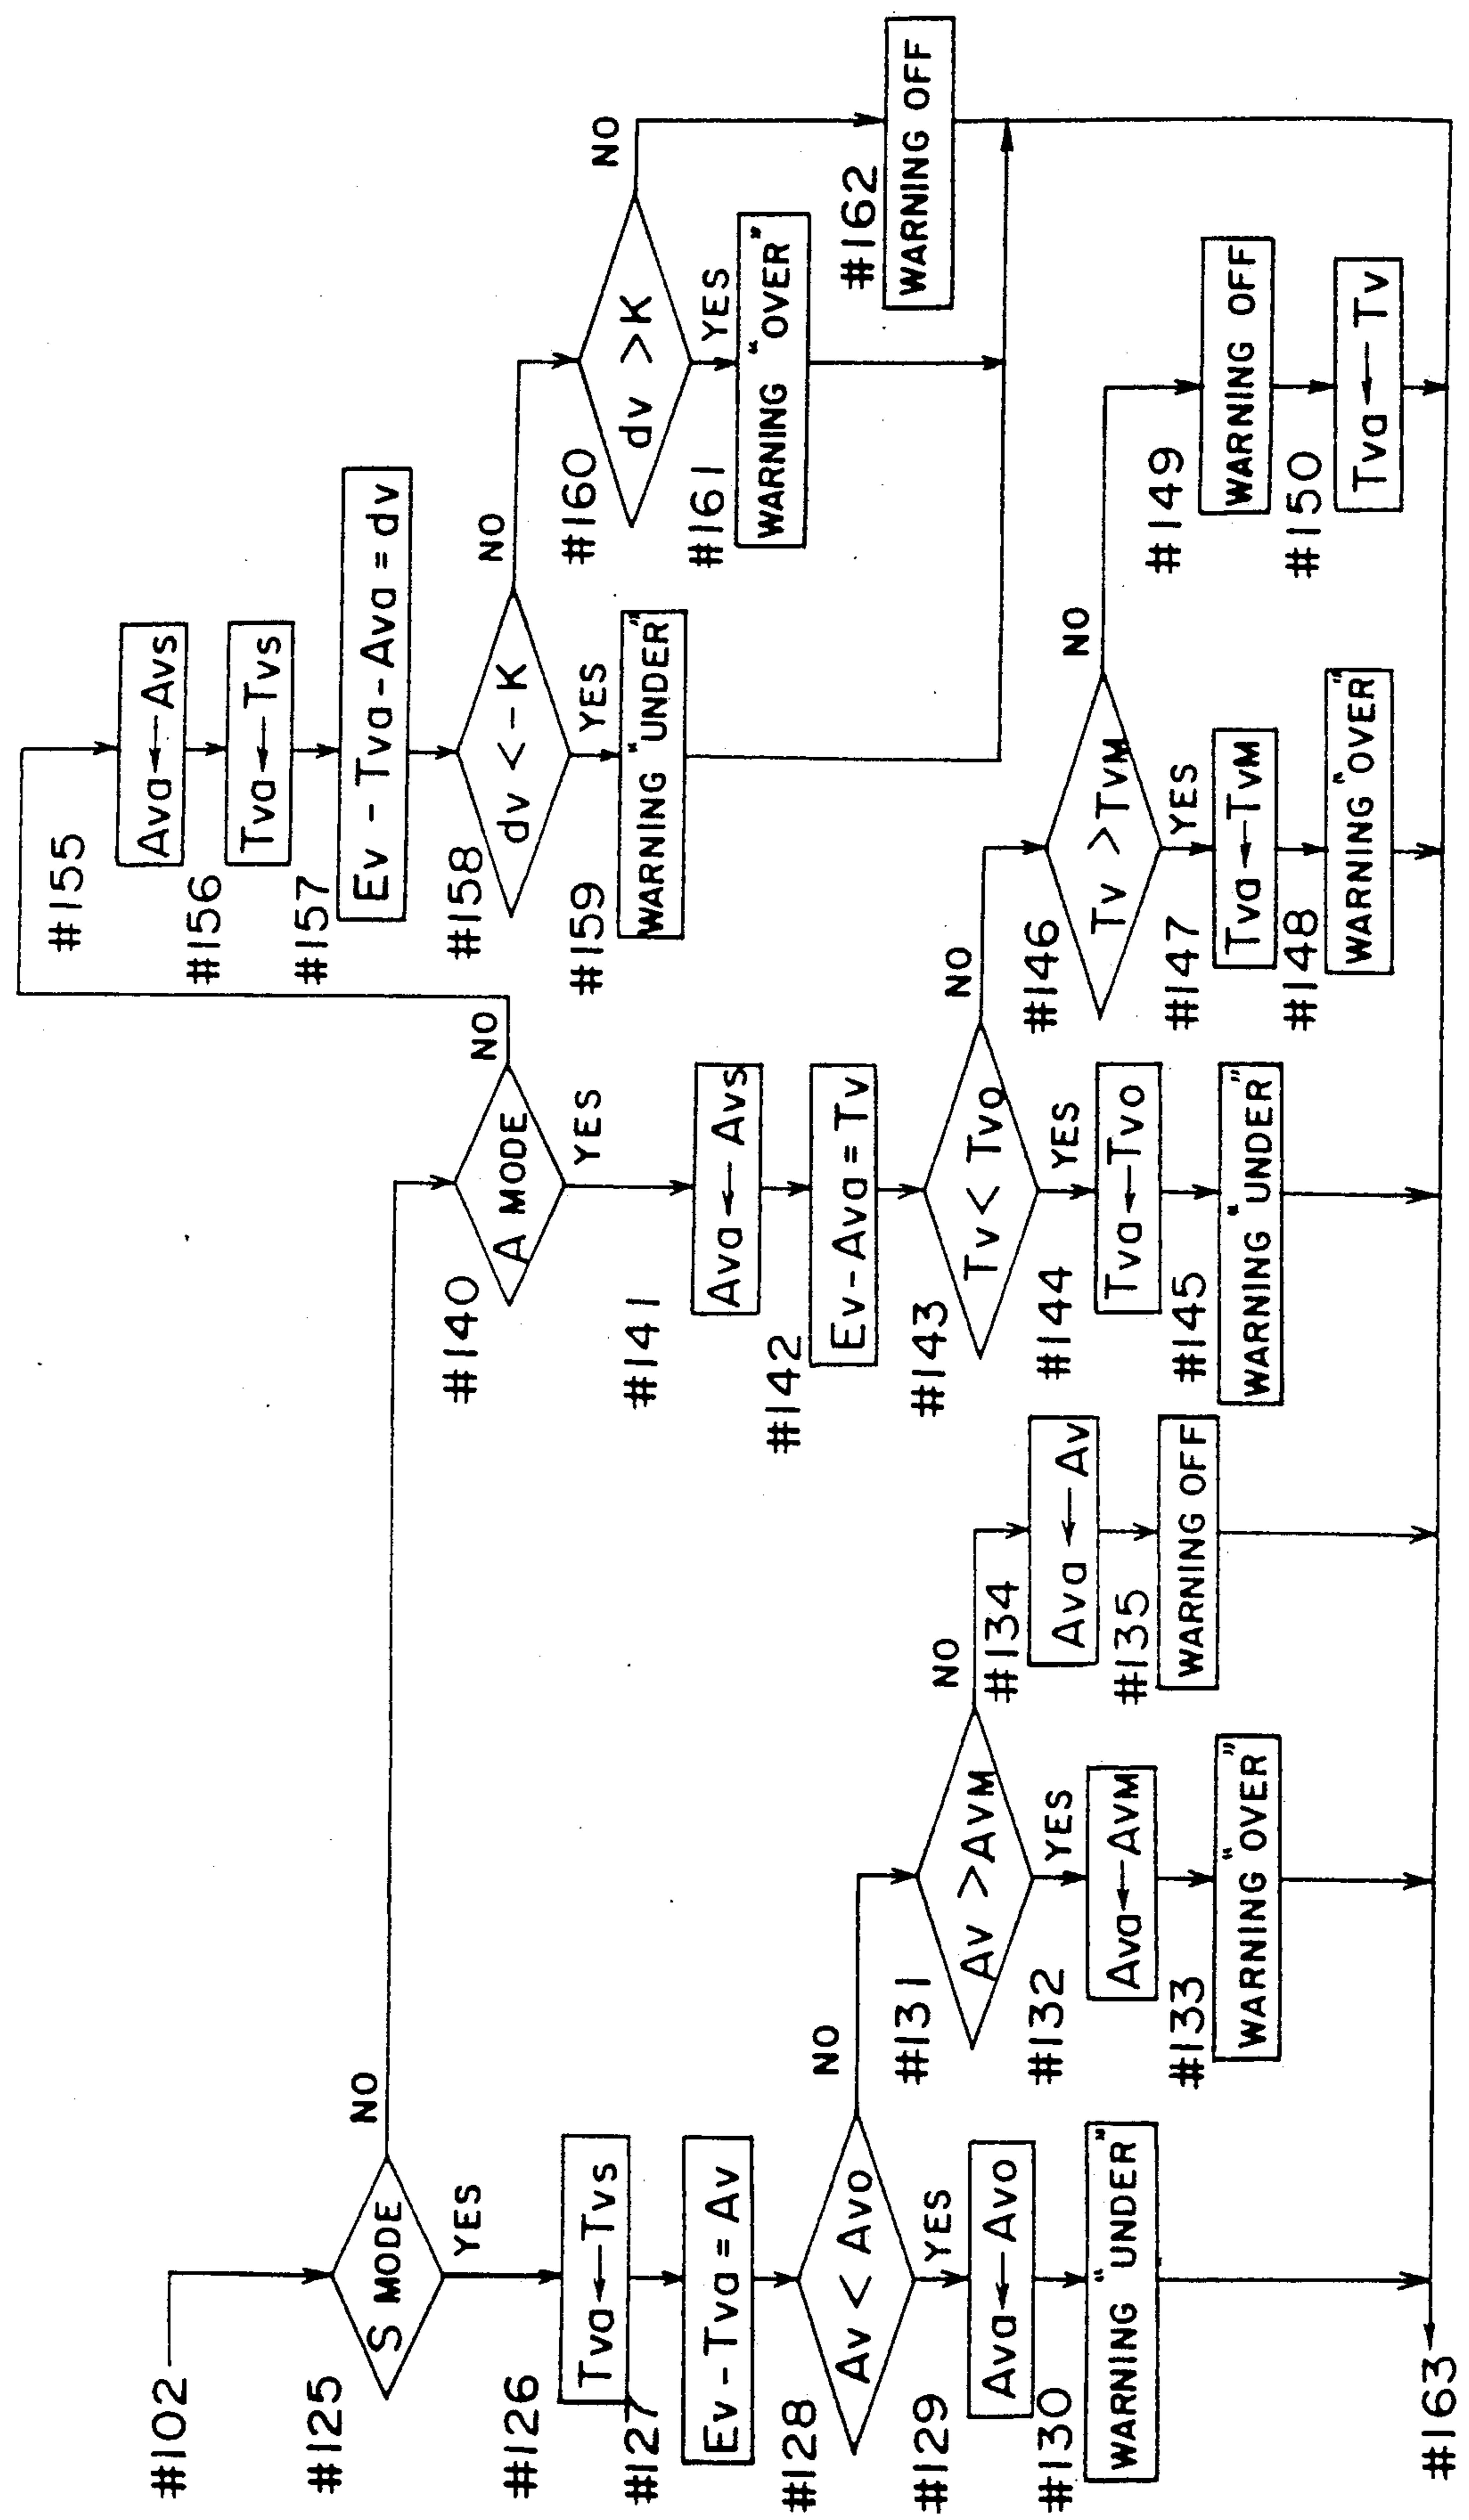 #102
#125
S MODE
NO
YES
#126
Tva←Tvs
#127
Ev-Tva=Av
#128
Av < Avo
NO
YES
#129
Ava←Avo
#130
WARNING "UNDER"
#131
Av >AVM
NO
YES
#132
Ava←AVM
#133
WARNING "OVER"
#134
Ava ← Av
#135
WARNING OFF
#140
A MODE
NO
YES
#141
Ava ← Avs
#142
Ev-Ava=Tv
#143
Tv < Tvo
NO
YES
#144
Tva←Tvo
#145
WARNING "UNDER"
#146
Tv >TVM
NO
YES
#147
Tva←TVM
#148
WARNING "OVER"
#149
WARNING OFF
#150
Tva ← Tv
#155
Ava←Avs
#156
Tva←Tvs
#157
Ev - Tva - Ava = dv
#158
dv <-K
NO
YES
#159
WARNING "UNDER"
#160
dv >K
NO
YES
#161
WARNING "OVER"
#162
WARNING OFF
#163